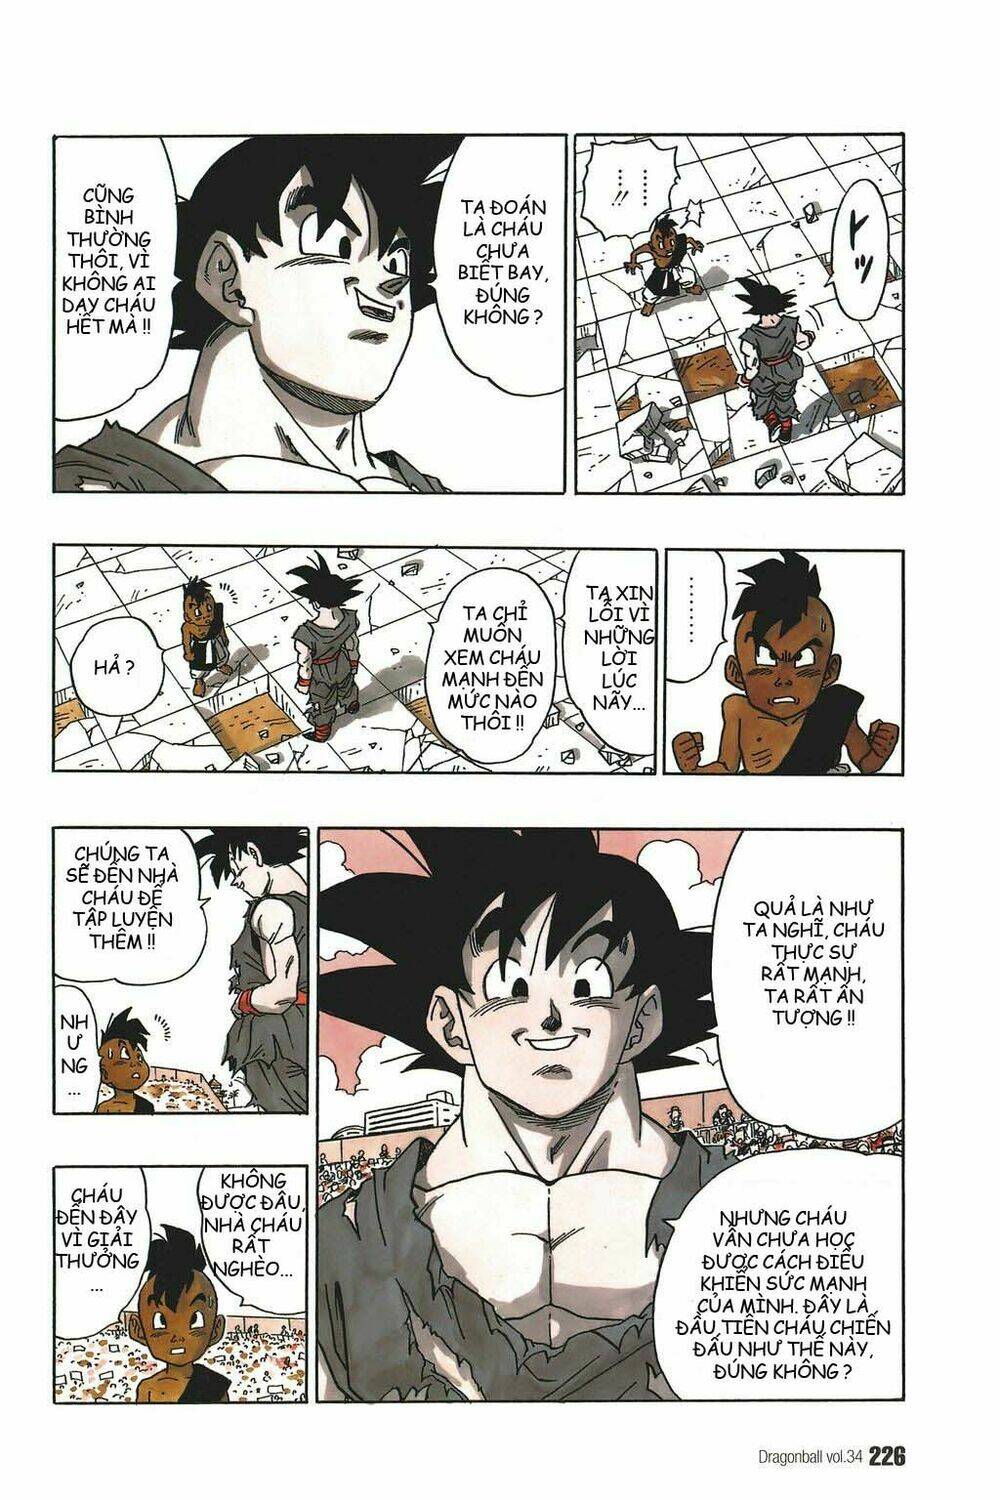 ......!!
トッ
TA ĐOÁN
LÀ CHÁU
CHƯA
BIẾT BAY,
ĐÚNG
KHÔNG ?
CŨNG
BÌNH
THƯỜNG
THÔI, VÌ
KHÔNG AI
DẠY CHÁU
HẾT MÀ !!
.........
TA XIN
LỖI VÌ
NHỮNG
LỜI
LÚC
NÃY...
TA CHỈ
MUỐN
XEM CHÁU
MẠNH ĐẾN
MỨC NÀO
THÔI !!
HẢ ?
QUẢ LÀ NHƯ
TA NGHĨ, CHÁU
THỰC SỰ
RẤT MẠNH,
TA RẤT ẤN
TƯỢNG !!
NHƯNG CHÁU
VẪN CHƯA HỌC
ĐƯỢC CÁCH ĐIỀU
KHIỂN SỨC MẠNH
CỦA MÌNH. ĐÂY LÀ
ĐẦU TIÊN CHÁU CHIẾN
ĐẤU NHƯ THẾ NÀY,
ĐÚNG KHÔNG ?
CHÚNG TA
SẼ ĐẾN NHÀ
CHÁU ĐỂ
TẬP LUYỆN
THÊM !!
NH
ƯNG
...
KHÔNG
ĐƯỢC ĐÂU,
NHÀ CHÁU
RẤT
NGHÈO...
CHÁU
ĐẾN ĐÂY
VÌ GIẢI
THƯỞNG
...
Dragonball vol.34 226